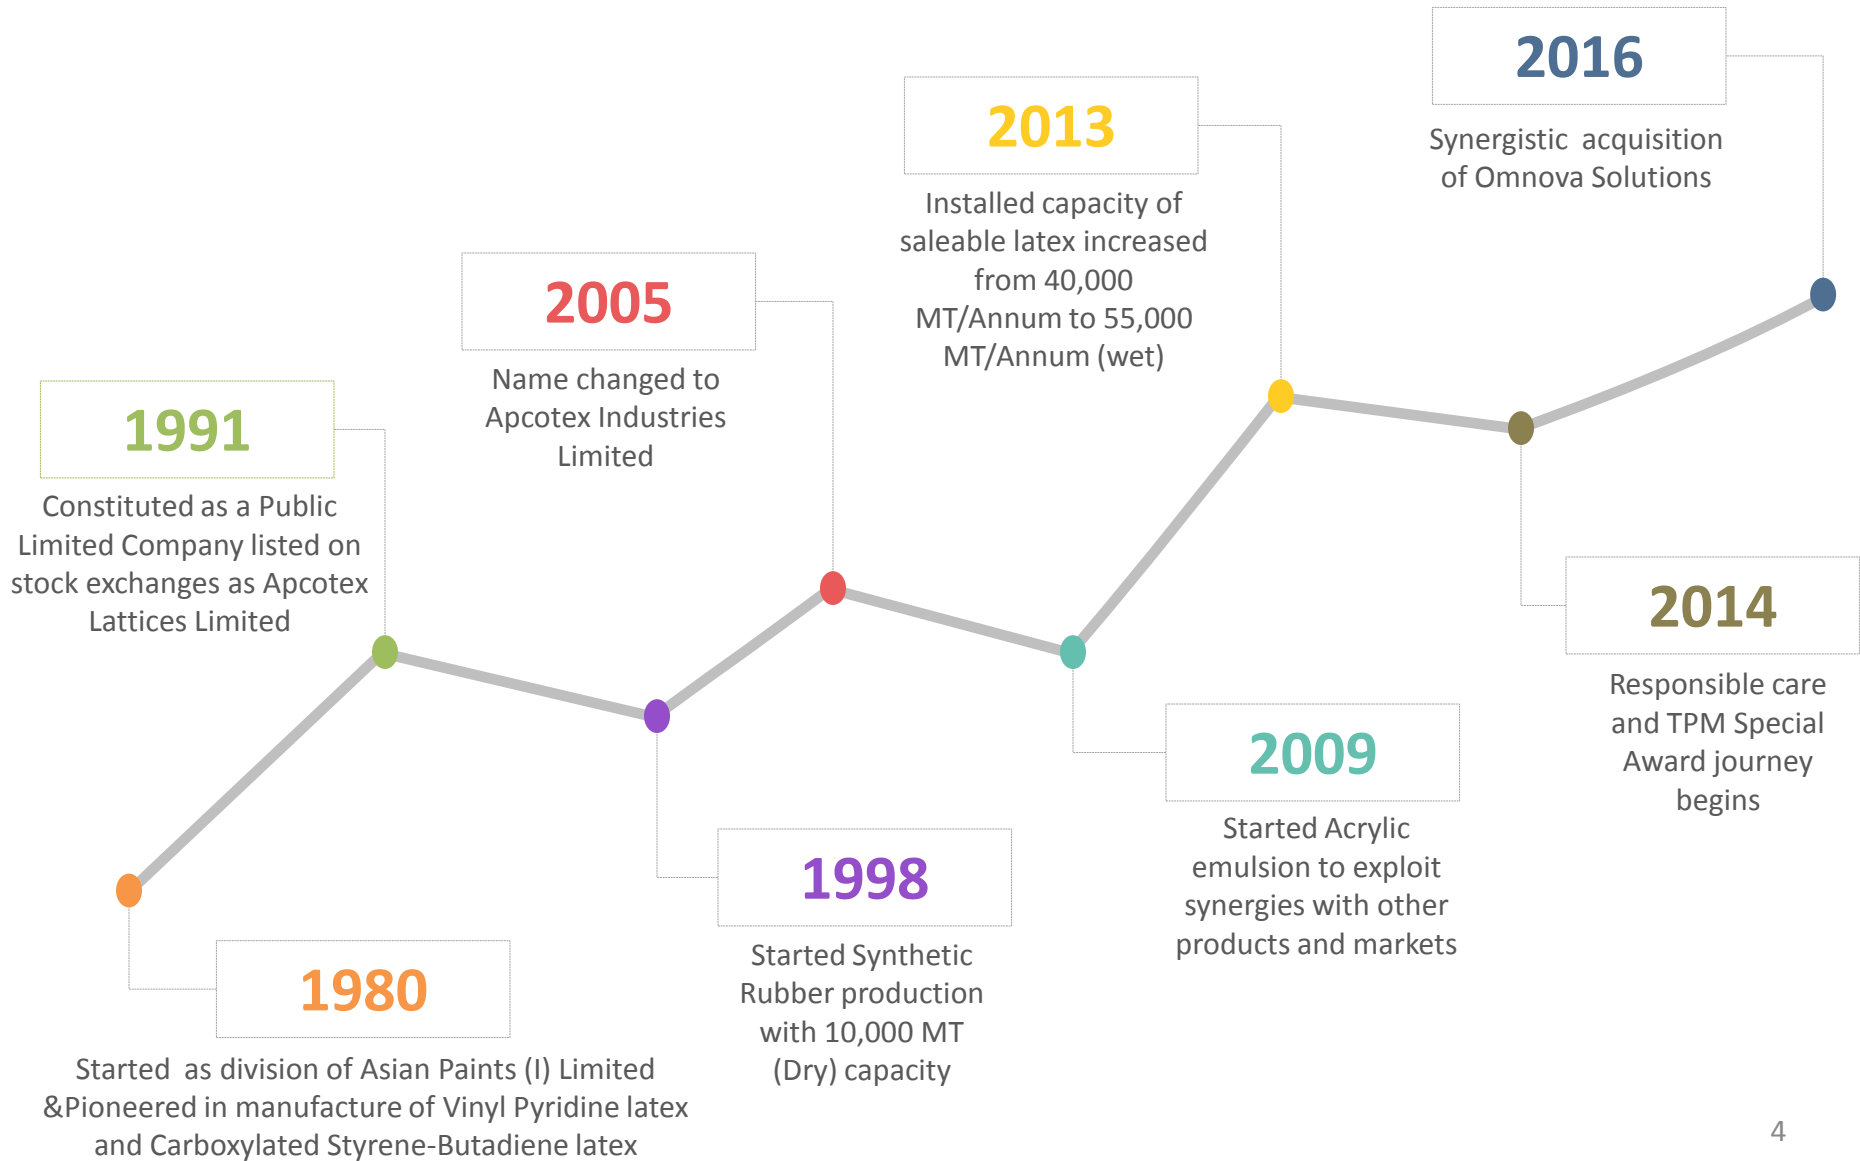 1980
Started as division of Asian Paints (I) Limited
&Pioneered in manufacture of Vinyl Pyridine latex
and Carboxylated Styrene-Butadiene latex
1991
Constituted as a Public
Limited Company listed on
stock exchanges as Apcotex
Lattices Limited
1998
Started Synthetic
Rubber production
with 10,000 MT
(Dry) capacity
2005
Name changed to
Apcotex Industries
Limited
2009
Started Acrylic
emulsion to exploit
synergies with other
products and markets
2013
Installed capacity of
saleable latex increased
from 40,000
MT/Annum to 55,000
MT/Annum (wet)
2014
Responsible care
and TPM Special
Award journey
begins
2016
Synergistic acquisition
of Omnova Solutions
4